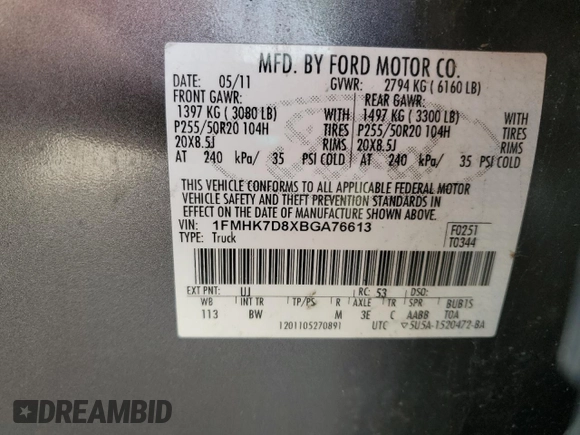 MFD. BY FORD MOTOR CO.
DATE: 05/11 GVWR: 2794 KG ( 6160 LB)
FRONT GAWR: REAR GAWR:
1397 KG ( 3080 LB) WITH 1497 KG ( 3300 LB) WITH
P255/50R20 104H TIRES P255/50R20 104H TIRES
20X8.5J RIMS 20X8.5J RIMS
AT 240 kPa/ 35 PSI COLD AT 240 kPa/ 35 PSI COLD
THIS VEHICLE CONFORMS TO ALL APPLICABLE FEDERAL MOTOR
VEHICLE SAFETY AND THEFT PREVENTION STANDARDS IN
EFFECT ON THE DATE OF MANUFACTURE SHOWN ABOVE.
VIN: 1FMHK7D8XBGA76613 F0251
TYPE: Truck T0344
EXT PNT: UJ RC: 53 DSO:
WB INT TR TP/PS R AXLE TR SPR BUB15
113 BW M 3E C AABB TOA
1201105270891 UTC ▽5U5A-1520472-BA
DREAMBID